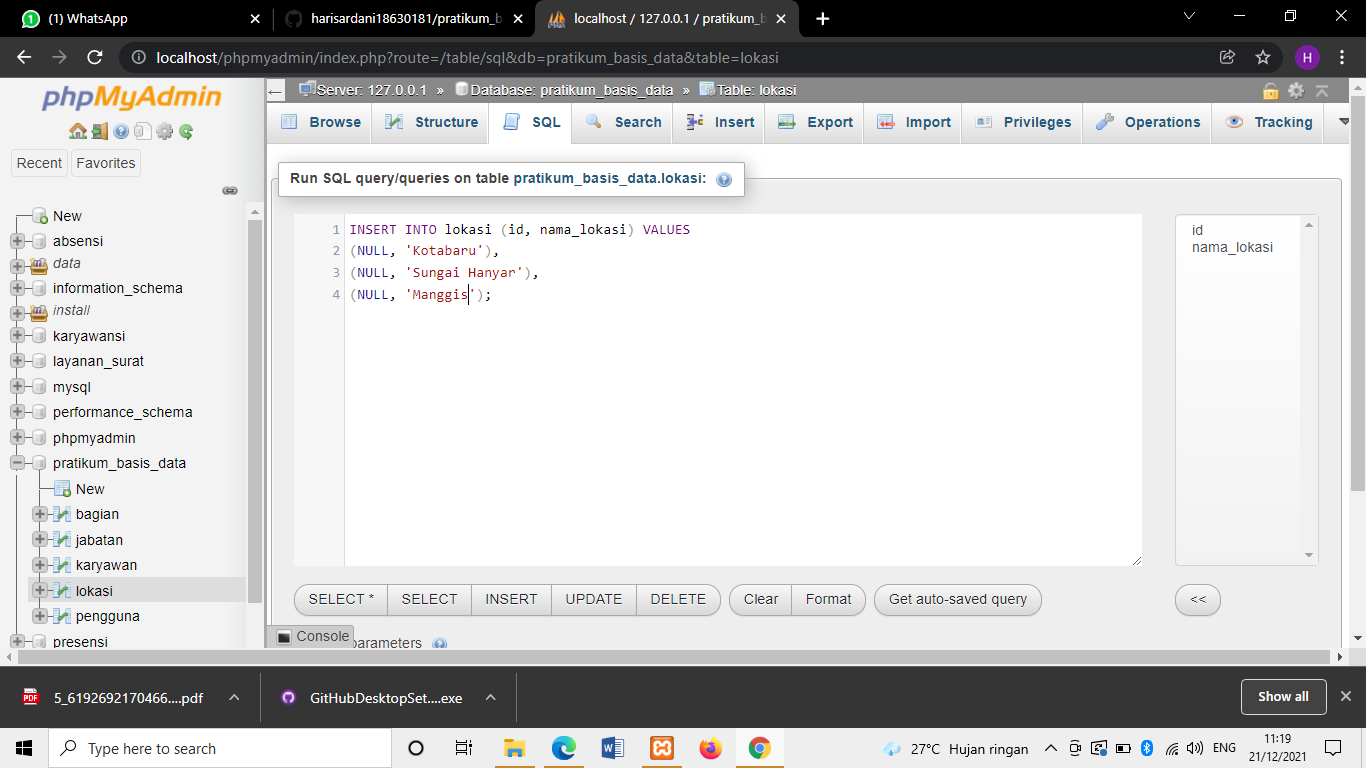 (1) WhatsApp
harisardani18630181/pratikum_b
localhost / 127.0.0.1 / pratikum_b
localhost/phpmyadmin/index.php?route=/table/sql&db=pratikum_basis_data&table=lokasi
H
phpMyAdmin
Recent
Favorites
New
absensi
data
information_schema
install
karyawansi
layanan_surat
mysql
performance_schema
phpmyadmin
pratikum_basis_data
New
bagian
jabatan
karyawan
lokasi
pengguna
presensi
Server: 127.0.0.1 » Database: pratikum_basis_data » Table: lokasi
Browse
Structure
SQL
Search
Insert
Export
Import
Privileges
Operations
Tracking
Run SQL query/queries on table pratikum_basis_data.lokasi:
1 INSERT INTO lokasi (id, nama_lokasi) VALUES
2 (NULL, 'Kotabaru'),
3 (NULL, 'Sungai Hanyar'),
4 (NULL, 'Manggis');
id
nama_lokasi
SELECT *
SELECT
INSERT
UPDATE
DELETE
Clear
Format
Get auto-saved query
<<
Console
parameters
PDF
5_6192692170466....pdf
GitHubDesktopSet....exe
Show all
Type here to search
27°C Hujan ringan
ENG
11:19
21/12/2021